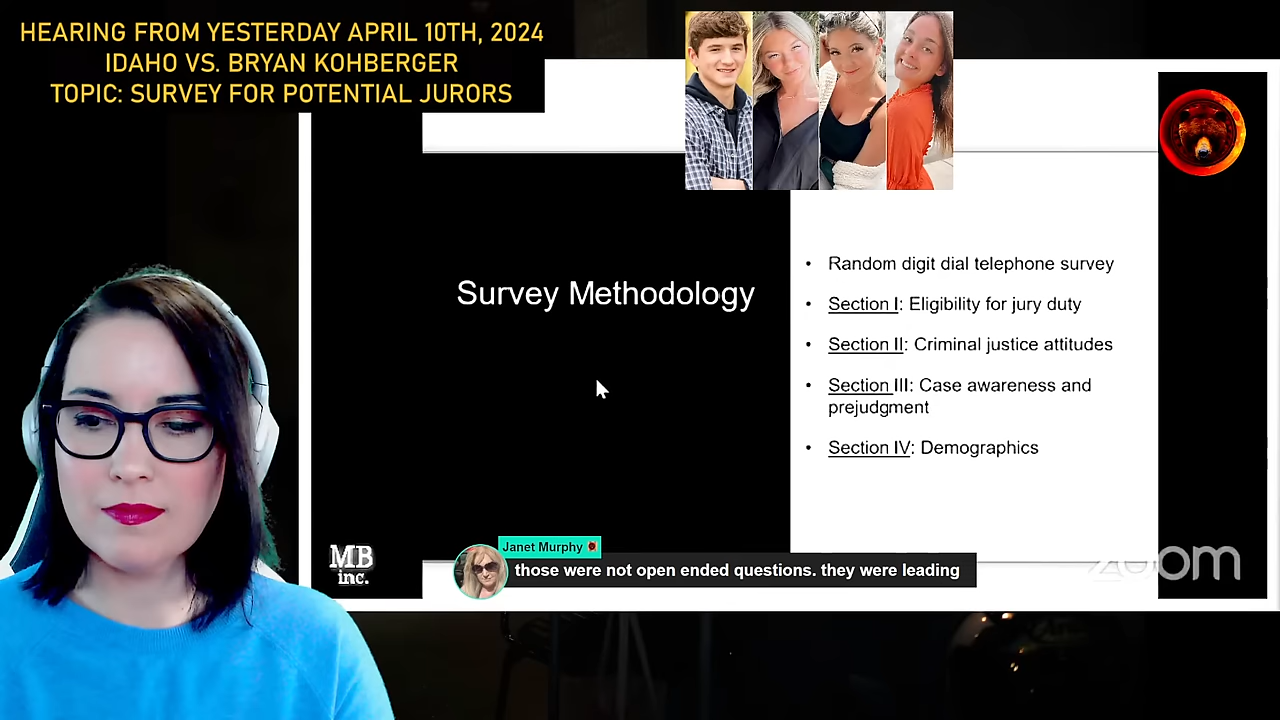 HEARING FROM YESTERDAY APRIL 10TH, 2024
IDAHO VS. BRYAN KOHBERGER
TOPIC: SURVEY FOR POTENTIAL JURORS
Survey Methodology
• Random digit dial telephone survey
• Section I: Eligibility for jury duty
• Section II: Criminal justice attitudes
• Section III: Case awareness and
prejudgment
• Section IV: Demographics
MB
inc.
Janet Murphy
those were not open ended questions. they were leading
zoom